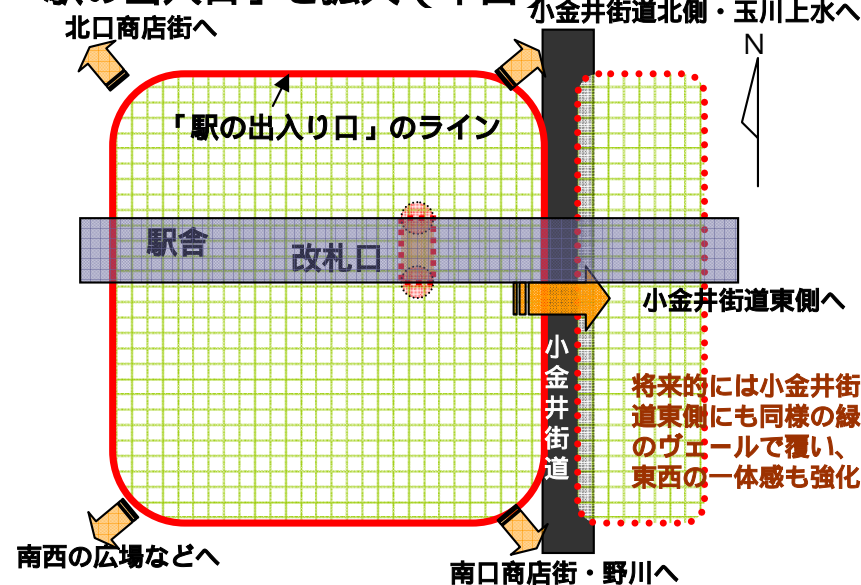 小金井街道北側・玉川上水へ
北口商店街へ
N
「駅の出入り口」のライン
駅舎
改札口
小金井街道東側へ
小金井街道
将来的には小金井街
道東側にも同様の緑
のヴェールで覆い、
東西の一体感も強化
南西の広場などへ
南口商店街・野川へ